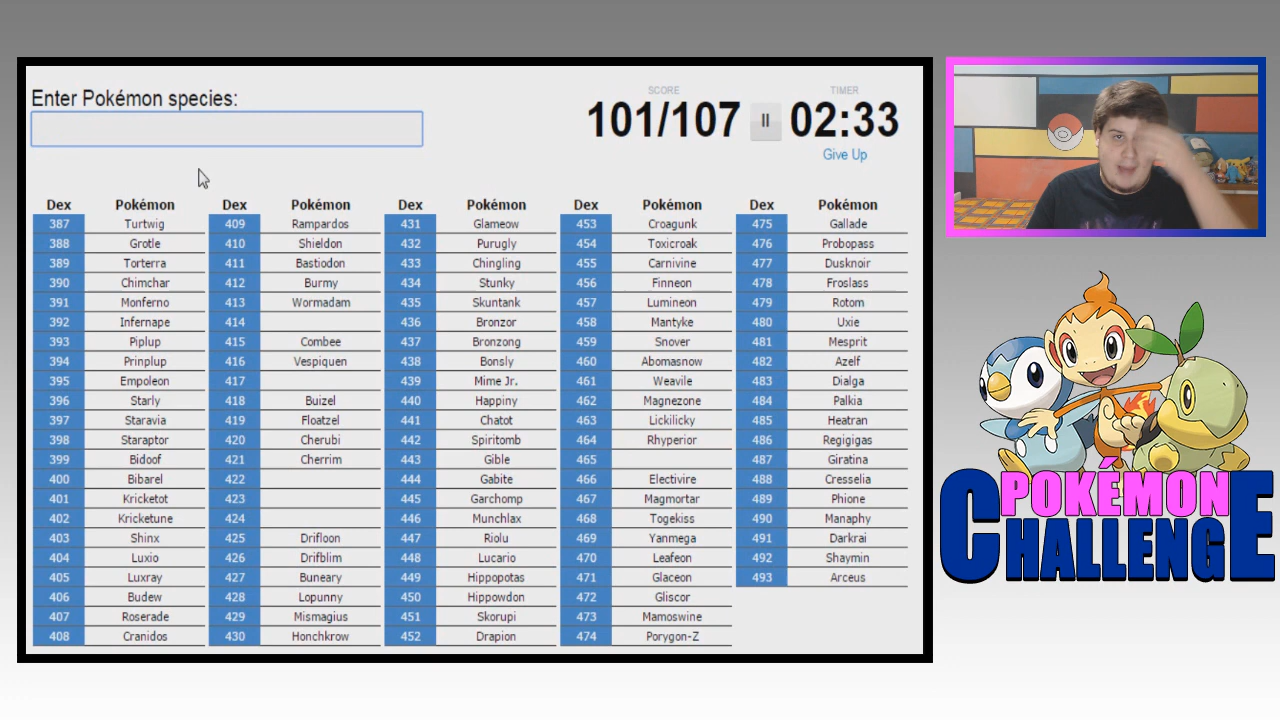 Enter Pokémon species:
SCORE
101/107
TIMER
02:33
Give Up
Dex Pokémon Dex Pokémon Dex Pokémon Dex Pokémon Dex Pokémon
387 Turtwig 409 Rampardos 431 Glameow 453 Croagunk 475 Gallade
388 Grotle 410 Shieldon 432 Purugly 454 Toxicroak 476 Probopass
389 Torterra 411 Bastiodon 433 Chingling 455 Carnivine 477 Dusknoir
390 Chimchar 412 Burmy 434 Stunky 456 Finneon 478 Froslass
391 Monferno 413 Wormadam 435 Skuntank 457 Lumineon 479 Rotom
392 Infernape 414 436 Bronzor 458 Mantyke 480 Uxie
393 Piplup 415 Combee 437 Bronzong 459 Snover 481 Mesprit
394 Prinplup 416 Vespiquen 438 Bonsly 460 Abomasnow 482 Azelf
395 Empoleon 417 439 Mime Jr. 461 Weavile 483 Dialga
396 Starly 418 Buizel 440 Happiny 462 Magnezone 484 Palkia
397 Staravia 419 Floatzel 441 Chatot 463 Lickilicky 485 Heatran
398 Staraptor 420 Cherubi 442 Spiritomb 464 Rhyperior 486 Regigigas
399 Bidoof 421 Cherrim 443 Gible 465 487 Giratina
400 Bibarel 422 444 Gabite 466 Electivire 488 Cresselia
401 Kricketot 423 445 Garchomp 467 Magmortar 489 Phione
402 Kricketune 424 446 Munchlax 468 Togekiss 490 Manaphy
403 Shinx 425 Drifloon 447 Riolu 469 Yanmega 491 Darkrai
404 Luxio 426 Drifblim 448 Lucario 470 Leafeon 492 Shaymin
405 Luxray 427 Buneary 449 Hippopotas 471 Glaceon 493 Arceus
406 Budew 428 Lopunny 450 Hippowdon 472 Gliscor
407 Roserade 429 Mismagius 451 Skorupi 473 Mamoswine
408 Cranidos 430 Honchkrow 452 Drapion 474 Porygon-Z
POKÉMON
CHALLENGE